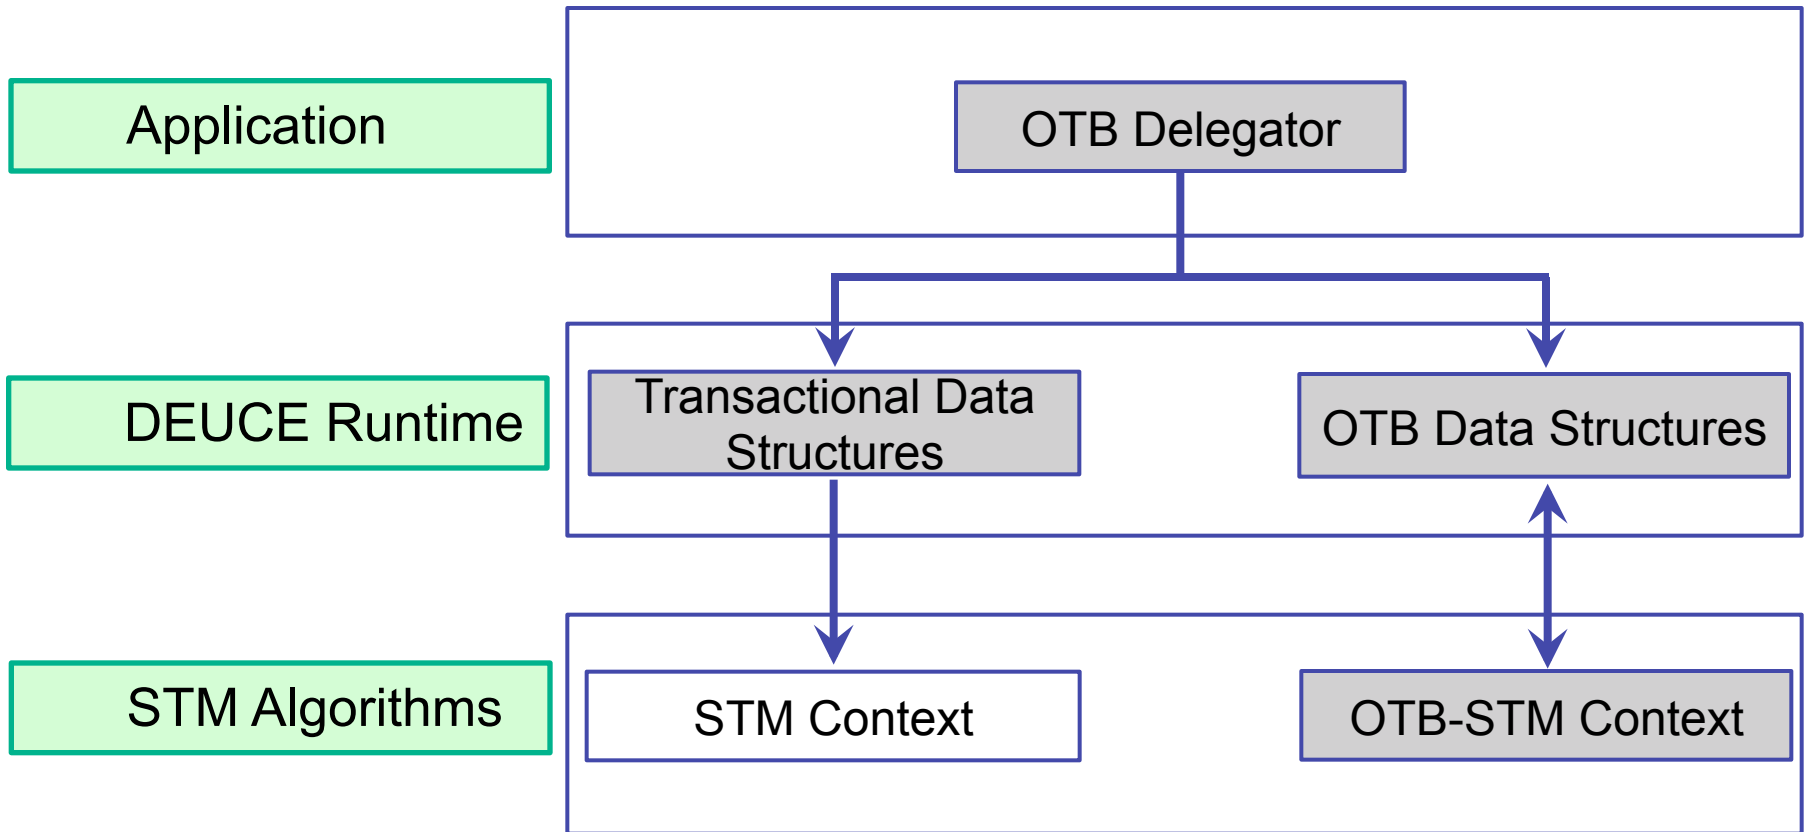 Application
OTB Delegator
DEUCE Runtime
Transactional Data
Structures
OTB Data Structures
STM Algorithms
STM Context
OTB-STM Context